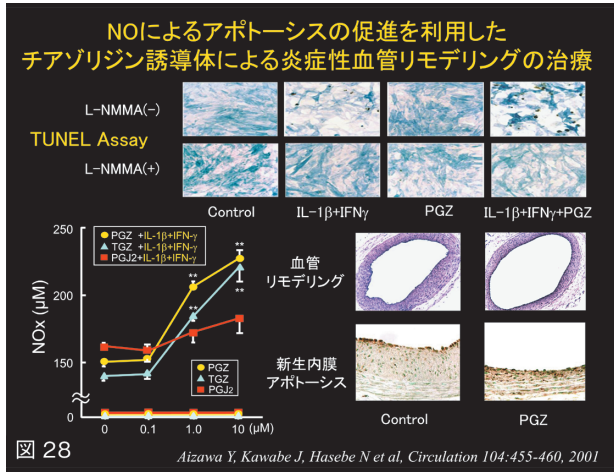 NOによるアポトーシスの促進を利用した
チアゾリジン誘導体による炎症性血管リモデリングの治療
L-NMMA(-)
TUNEL Assay
L-NMMA(+)
Control
IL-1β+IFNγ
PGZ
IL-1β+IFNγ+PGZ
250
PGZ +IL-1β+IFN-γ
TGZ +IL-1β+IFN-γ
PGJ2+IL-1β+IFN-γ
**
**
**
**
200
NOx (μM)
150
PGZ
TGZ
PGJ2
0
0
0.1
1.0
10 (μM)
血管
リモデリング
新生内膜
アポトーシス
Control
PGZ
図 28
Aizawa Y, Kawabe J, Hasebe N et al, Circulation 104:455-460, 2001